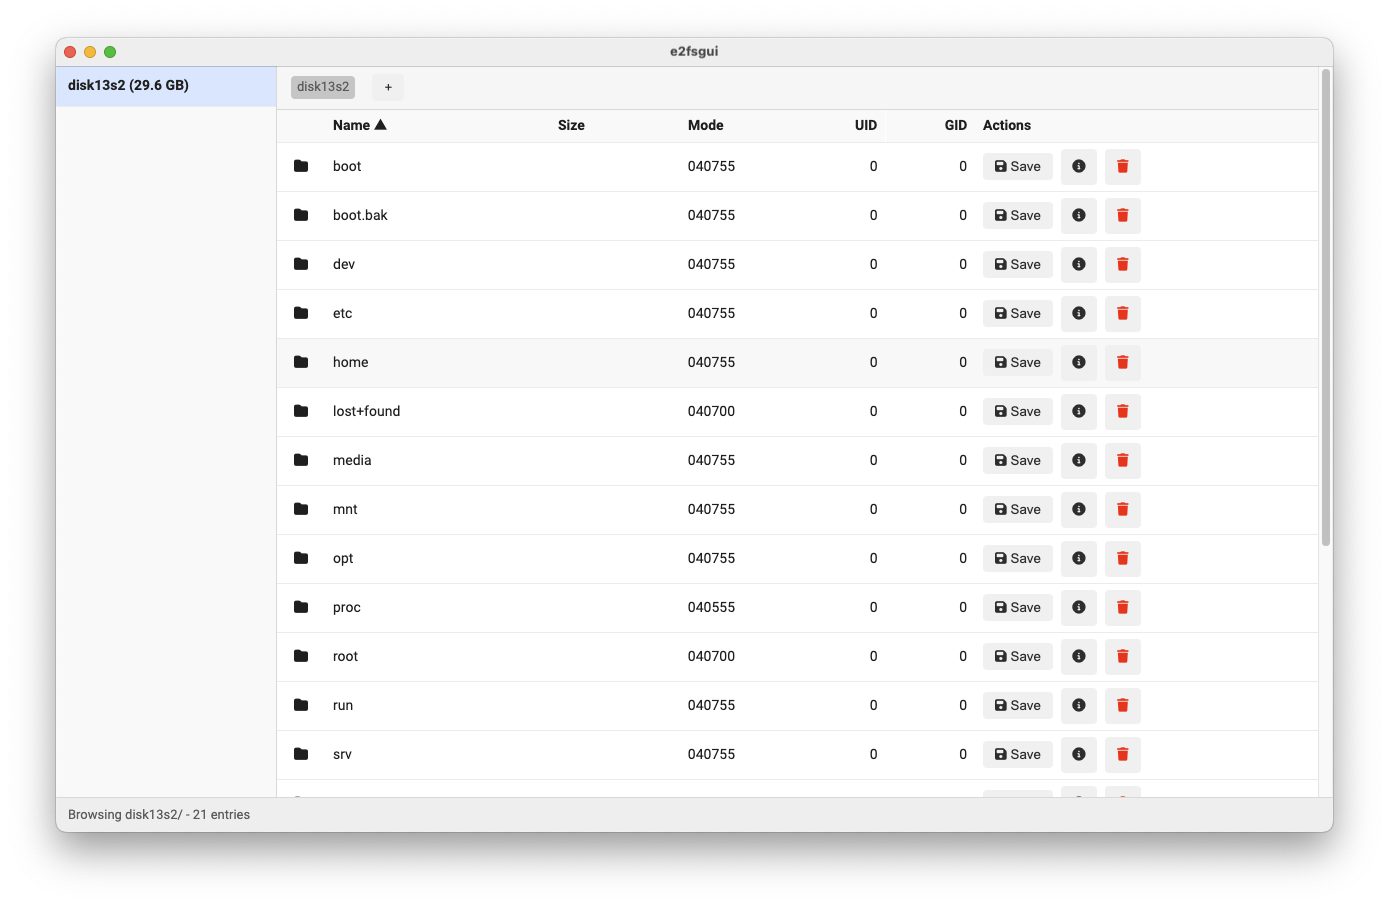 e2fsgui
disk13s2 (29.6 GB)
disk13s2 +
Name ▲ Size Mode UID GID Actions
boot 040755 0 0 Save
boot.bak 040755 0 0 Save
dev 040755 0 0 Save
etc 040755 0 0 Save
home 040755 0 0 Save
lost+found 040700 0 0 Save
media 040755 0 0 Save
mnt 040755 0 0 Save
opt 040755 0 0 Save
proc 040555 0 0 Save
root 040700 0 0 Save
run 040755 0 0 Save
srv 040755 0 0 Save
Browsing disk13s2/ - 21 entries